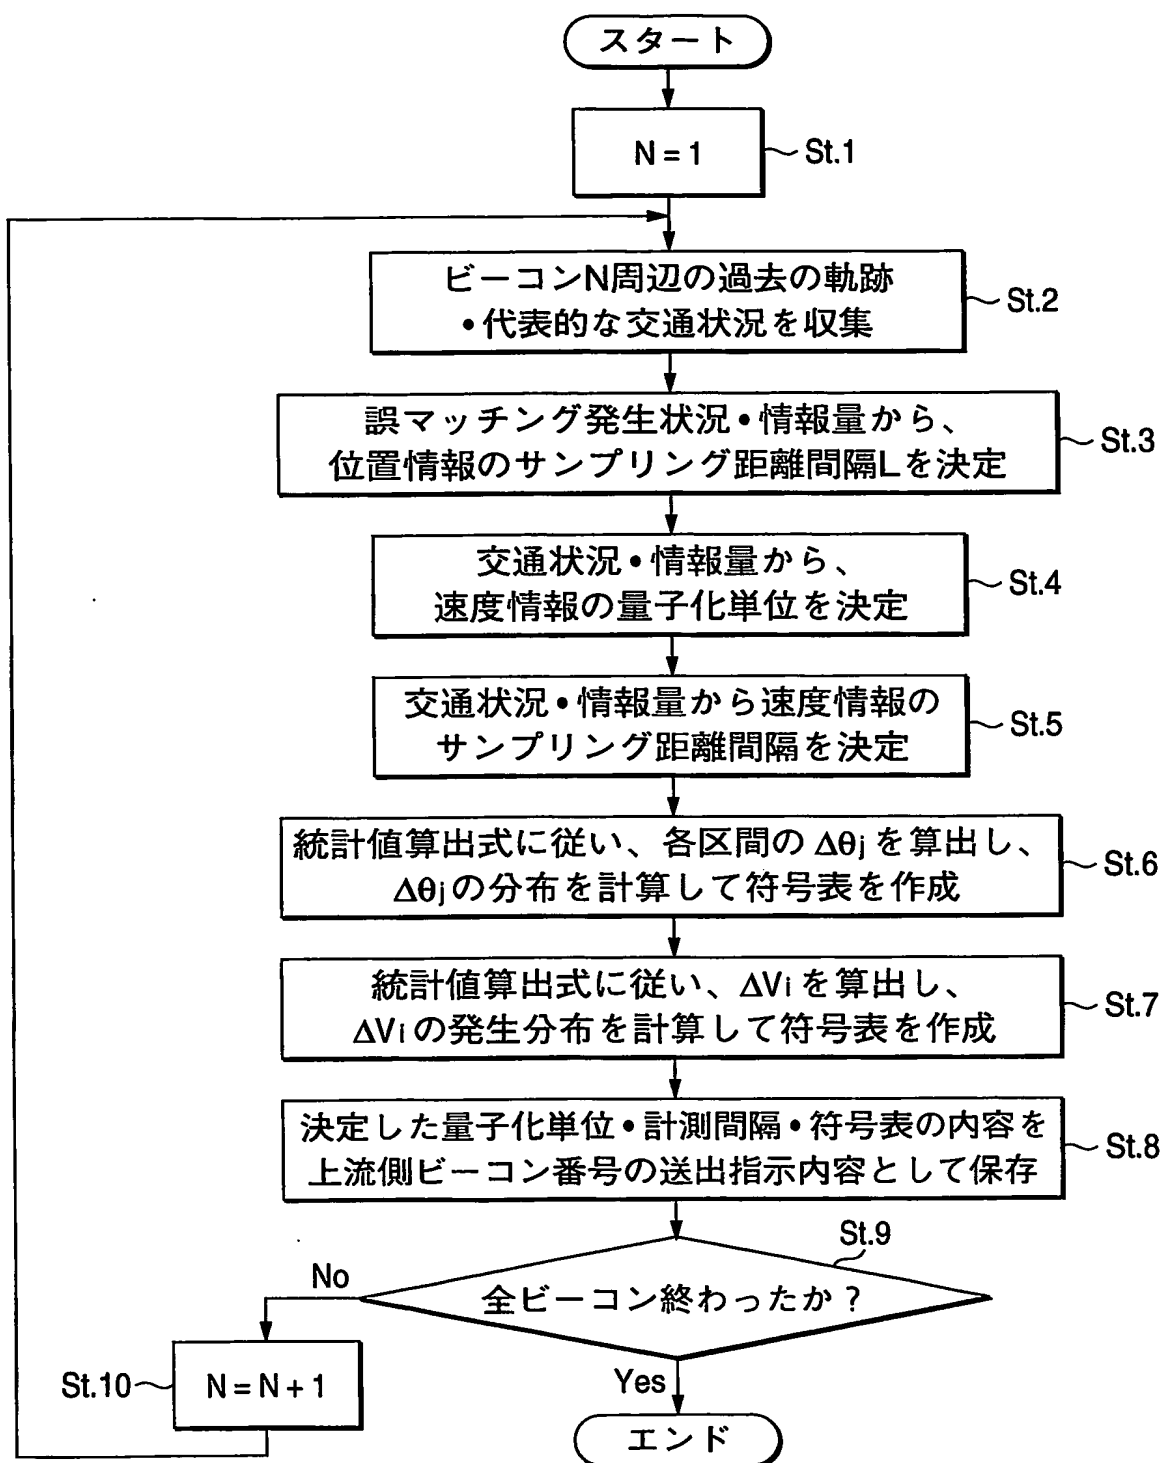 スタート
N = 1
St.1
ビーコンN周辺の過去の軌跡
•代表的な交通状況を収集
St.2
誤マッチング発生状況•情報量から、
位置情報のサンプリング距離間隔Lを決定
St.3
交通状況•情報量から、
速度情報の量子化単位を決定
St.4
交通状況•情報量から速度情報の
サンプリング距離間隔を決定
St.5
統計値算出式に従い、各区間の Δθj を算出し、
Δθjの分布を計算して符号表を作成
St.6
統計値算出式に従い、ΔVi を算出し、
ΔViの発生分布を計算して符号表を作成
St.7
決定した量子化単位•計測間隔•符号表の内容を
上流側ビーコン番号の送出指示内容として保存
St.8
St.9
全ビーコン終わったか？
No
St.10
N = N + 1
Yes
エンド